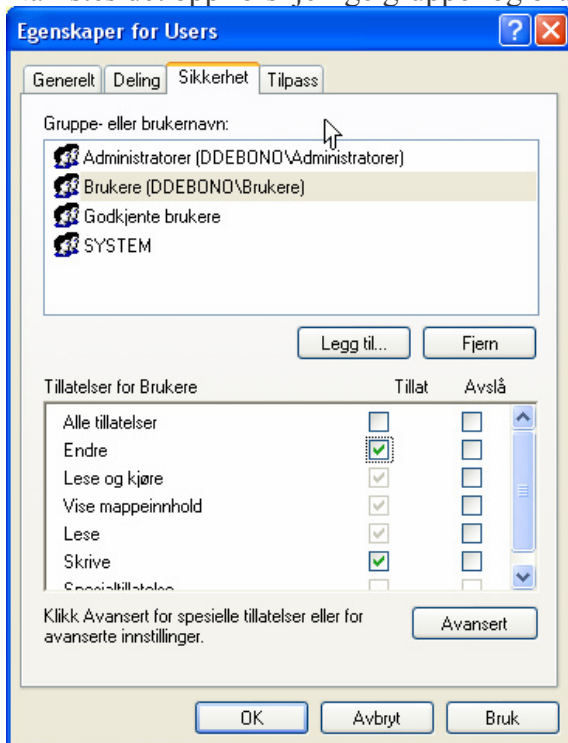 Egenskaper for Users
Generelt Deling Sikkerhet Tilpass
Gruppe- eller brukernavn:
Administratorer (DDEBONO\Administratorer)
Brukere (DDEBONO\Brukere)
Godkjente brukere
SYSTEM
Legg til... Fjern
Tillatelser for Brukere Tillat Avslå
Alle tillatelser
Endre
Lese og kjøre
Vise mappeinnhold
Lese
Skrive
Spesialtillatelse
Klikk Avansert for spesielle tillatelser eller for
avanserte innstillinger.
Avansert
OK Avbryt Bruk